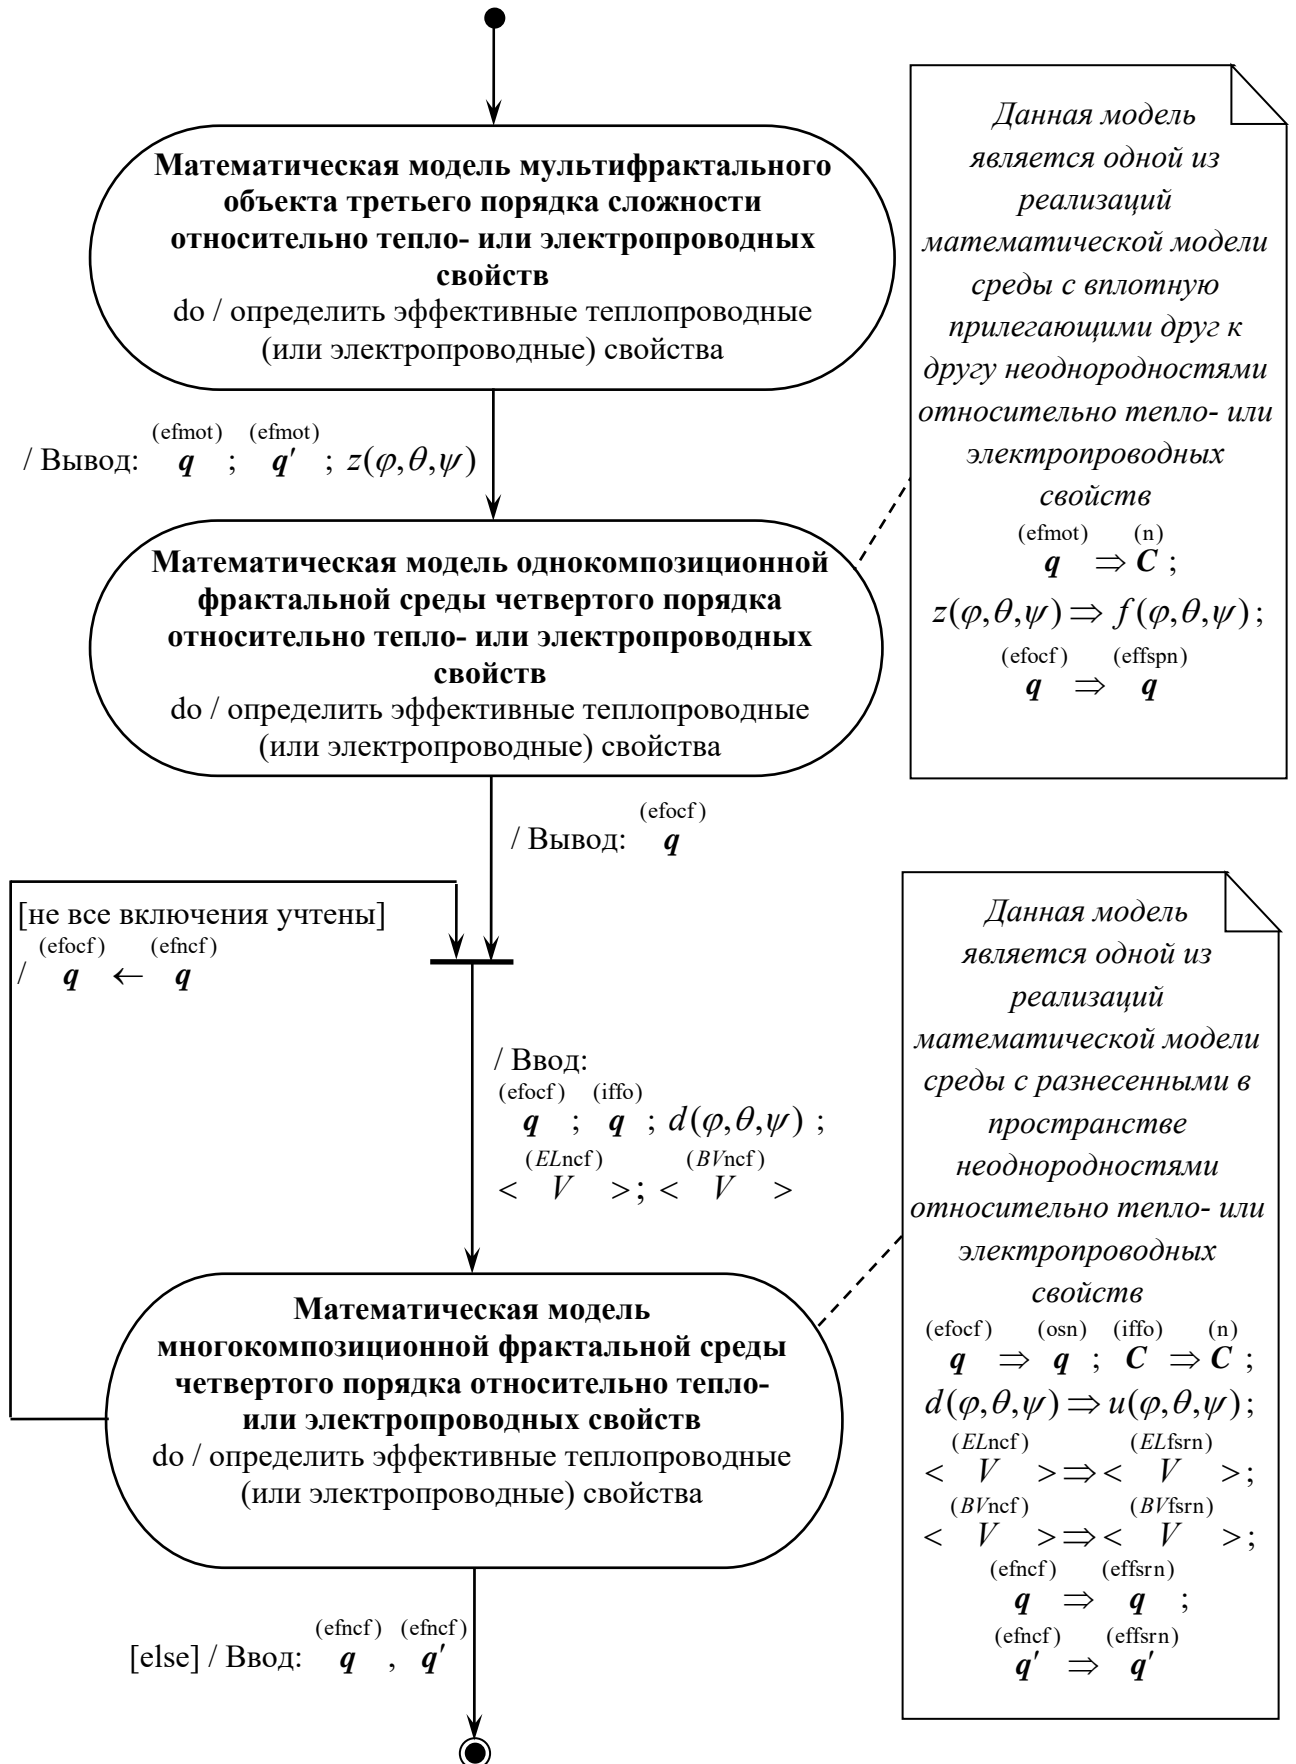 Математическая модель мультифрактального
объекта третьего порядка сложности
относительно тепло- или электропроводных
свойств
do / определить эффективные теплопроводные
(или электропроводные) свойства
(efmot) (efmot)
/ Вывод: q ; q′ ; z(φ,θ,ψ)
Математическая модель однокомпозиционной
фрактальной среды четвертого порядка
относительно тепло- или электропроводных
свойств
do / определить эффективные теплопроводные
(или электропроводные) свойства
Данная модель
является одной из
реализаций
математической модели
среды с вплотную
прилегающими друг к
другу неоднородностями
относительно тепло- или
электропроводных
свойств
(efmot) (n)
q ⇒ C ;
z(φ,θ,ψ) ⇒ f(φ,θ,ψ) ;
(efocf) (effspn)
q ⇒ q
(efocf)
/ Вывод: q
[не все включения учтены]
(efocf) (efncf)
/ q ← q
/ Ввод:
(efocf) (iffo)
q ; q ; d(φ,θ,ψ) ;
(ELncf) (BVncf)
< V >; < V >
Математическая модель
многокомпозиционной фрактальной среды
четвертого порядка относительно тепло-
или электропроводных свойств
do / определить эффективные теплопроводные
(или электропроводные) свойства
Данная модель
является одной из
реализаций
математической модели
среды с разнесенными в
пространстве
неоднородностями
относительно тепло- или
электропроводных
свойств
(efocf) (osn) (iffo) (n)
q ⇒ q ; C ⇒ C ;
d(φ,θ,ψ) ⇒ u(φ,θ,ψ) ;
(ELncf) (ELfsrn)
< V > ⇒ < V >;
(BVncf) (BVfsrn)
< V > ⇒ < V >;
(efncf) (effsrn)
q ⇒ q ;
(efncf) (effsrn)
q′ ⇒ q′
(efncf) (efncf)
[else] / Ввод: q , q′